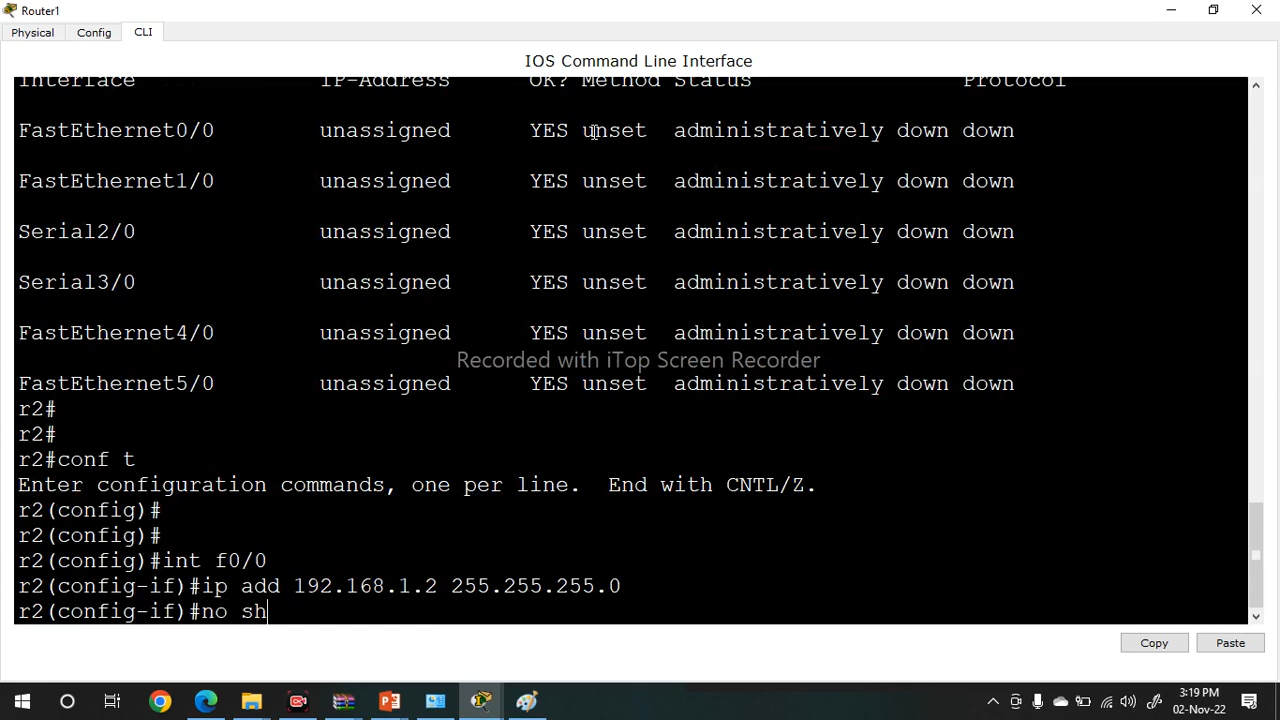 Router1
Physical Config CLI
IOS Command Line Interface
Interface IP-Address OK? Method Status Protocol
FastEthernet0/0 unassigned YES unset administratively down down
FastEthernet1/0 unassigned YES unset administratively down down
Serial2/0 unassigned YES unset administratively down down
Serial3/0 unassigned YES unset administratively down down
FastEthernet4/0 unassigned YES unset administratively down down
Recorded with iTop Screen Recorder
FastEthernet5/0 unassigned YES unset administratively down down
r2#
r2#
r2#conf t
Enter configuration commands, one per line. End with CNTL/Z.
r2(config)#
r2(config)#
r2(config)#int f0/0
r2(config-if)#ip add 192.168.1.2 255.255.255.0
r2(config-if)#no sh
Copy Paste
3:19 PM
02-Nov-22